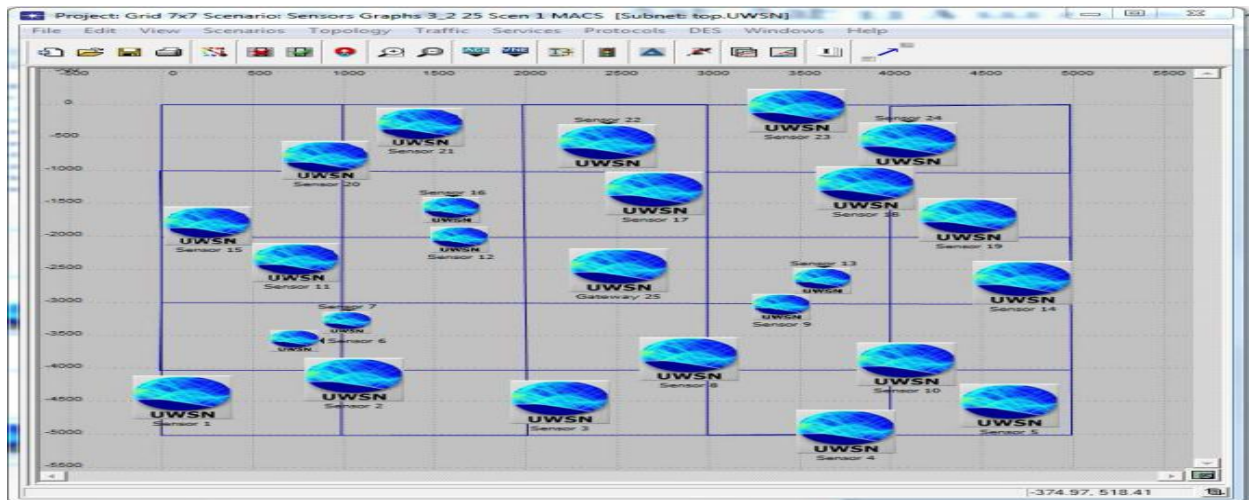 Project: Grid 7x7 Scenario: Sensors Graphs 3_2 25 Scen 1 MACS [Subnet: top.UWSN]
File Edit View Scenarios Topology Traffic Services Protocols DES Windows Help
-500 0 500 1000 1500 2000 2500 3000 3500 4000 4500 5000 5500
0
UWSN
Sensor 23
Sensor 22
UWSN
Sensor 24
UWSN
UWSN
Sensor 21
-500
UWSN
Sensor 20
-1000
Sensor 16
UWSN
UWSN
Sensor 17
UWSN
Sensor 18
-1500
UWSN
Sensor 15
UWSN
Sensor 12
UWSN
Sensor 19
-2000
UWSN
Sensor 11
UWSN
Gateway 25
Sensor 13
UWSN
UWSN
Sensor 14
-2500
-3000
Sensor 7
UWSN
UWSN
Sensor 9
UWSN
Sensor 6
-3500
UWSN
Sensor 8
UWSN
Sensor 10
-4000
UWSN
Sensor 1
UWSN
Sensor 2
UWSN
Sensor 3
UWSN
Sensor 5
-4500
UWSN
Sensor 4
-5000
-5500
-374.97, 518.41